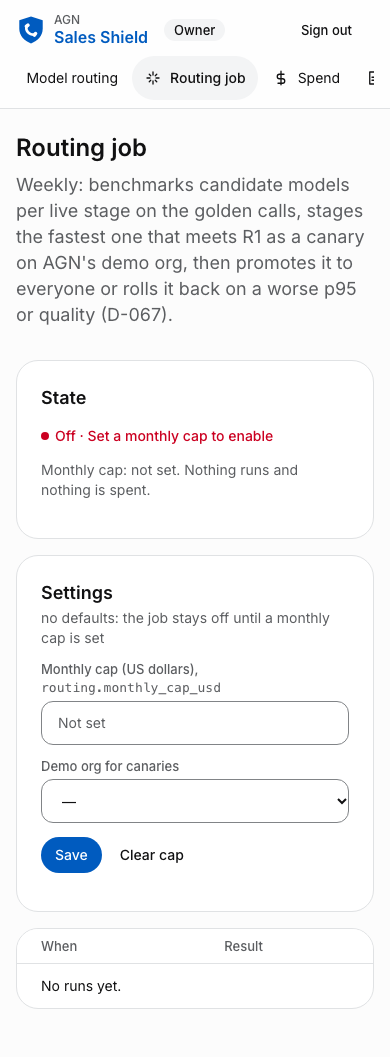 AGN
Sales Shield
Owner
Sign out
Model routing
Routing job
Spend
Routing job
Weekly: benchmarks candidate models
per live stage on the golden calls, stages
the fastest one that meets R1 as a canary
on AGN's demo org, then promotes it to
everyone or rolls it back on a worse p95
or quality (D-067).
State
Off · Set a monthly cap to enable
Monthly cap: not set. Nothing runs and
nothing is spent.
Settings
no defaults: the job stays off until a monthly
cap is set
Monthly cap (US dollars),
routing.monthly_cap_usd
Not set
Demo org for canaries
—
Save
Clear cap
When
Result
No runs yet.